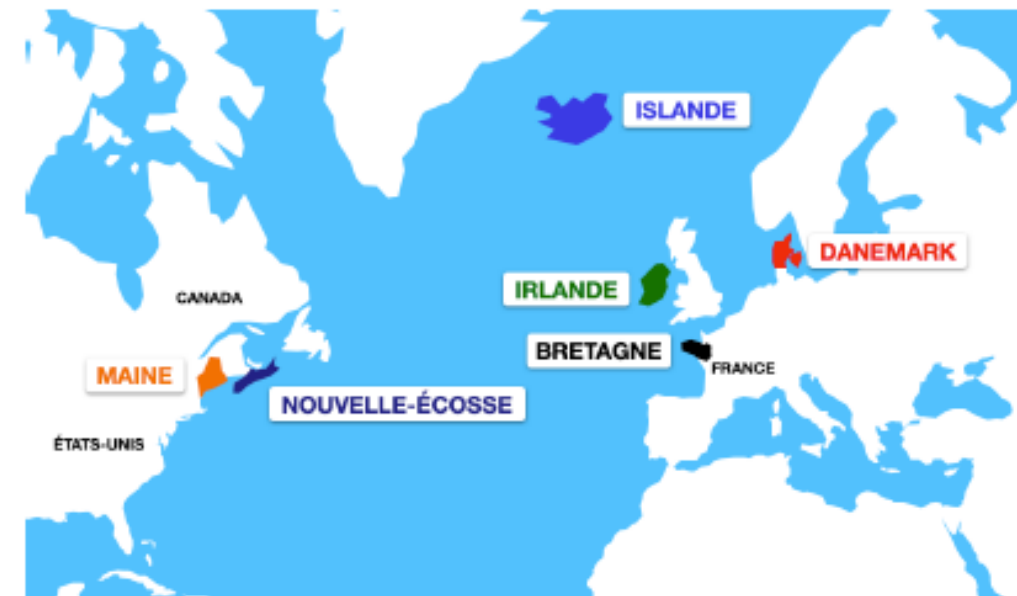 ISLANDE
DANEMARK
IRLANDE
CANADA
BRETAGNE
FRANCE
MAINE
NOUVELLE-ÉCOSSE
ÉTATS-UNIS